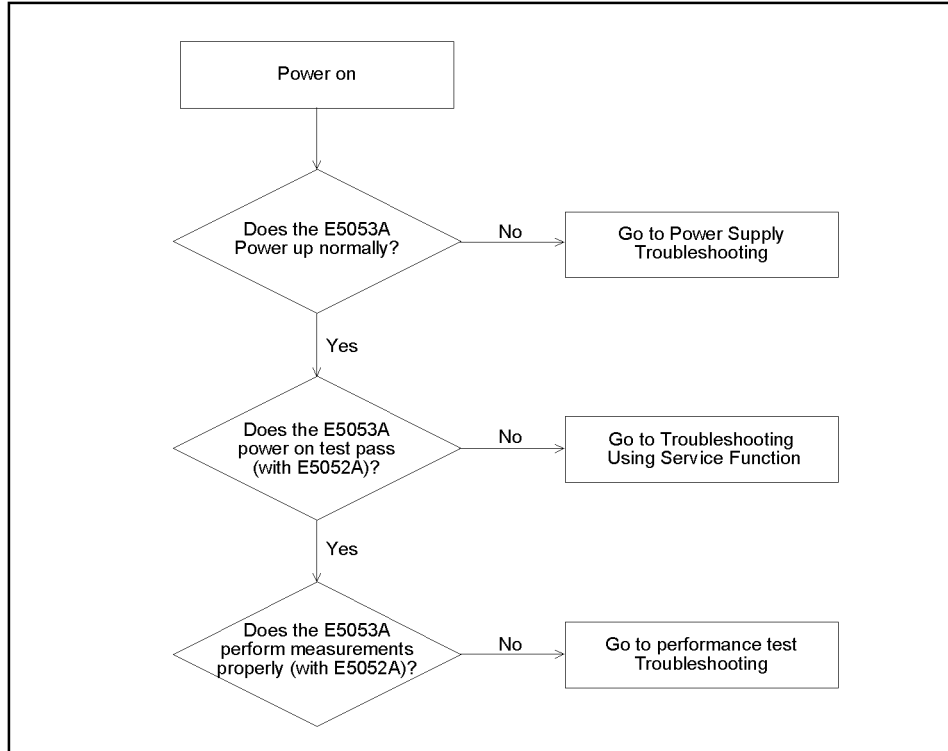 Power on
Does the E5053A
Power up normally?
No
Go to Power Supply
Troubleshooting
Yes
Does the E5053A
power on test pass
(with E5052A)?
No
Go to Troubleshooting
Using Service Function
Yes
Does the E5053A
perform measurements
properly (with E5052A)?
No
Go to performance test
Troubleshooting